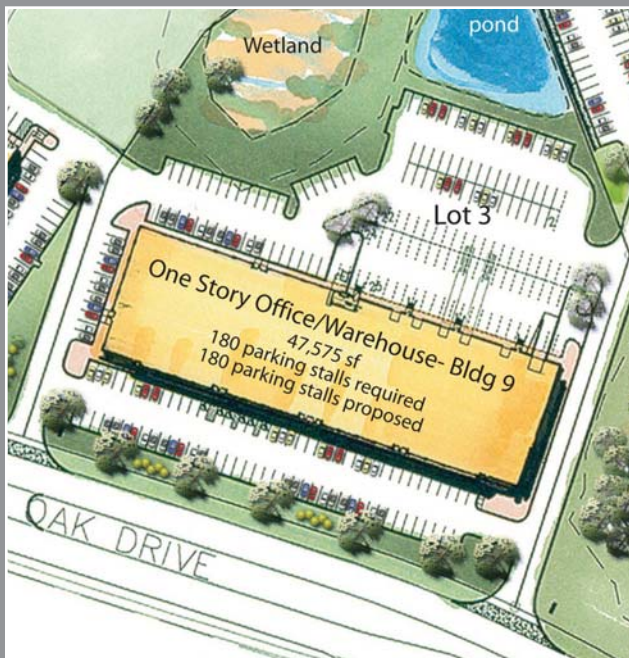 Wetland
pond
Lot 3
One Story Office/Warehouse- Bldg 9
47,575 sf
180 parking stalls required
180 parking stalls proposed
OAK DRIVE